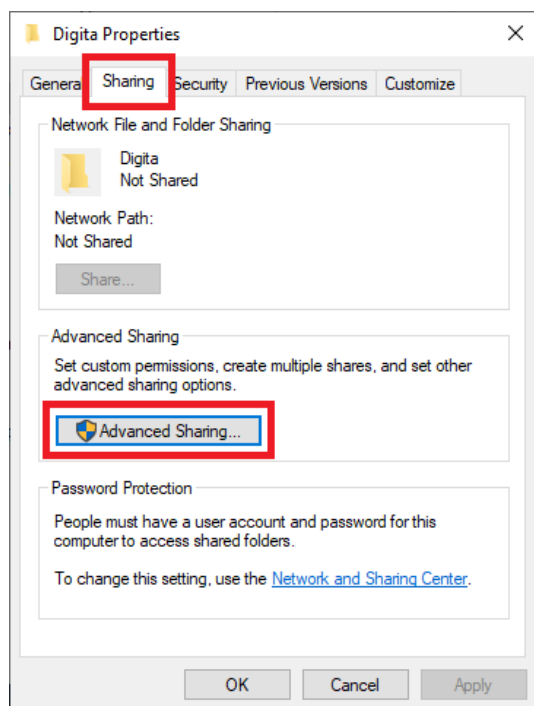 Digita Properties
General Sharing Security Previous Versions Customize
Network File and Folder Sharing
Digita
Not Shared
Network Path:
Not Shared
Share...
Advanced Sharing
Set custom permissions, create multiple shares, and set other
advanced sharing options.
Advanced Sharing...
Password Protection
People must have a user account and password for this
computer to access shared folders.
To change this setting, use the Network and Sharing Center.
OK Cancel Apply